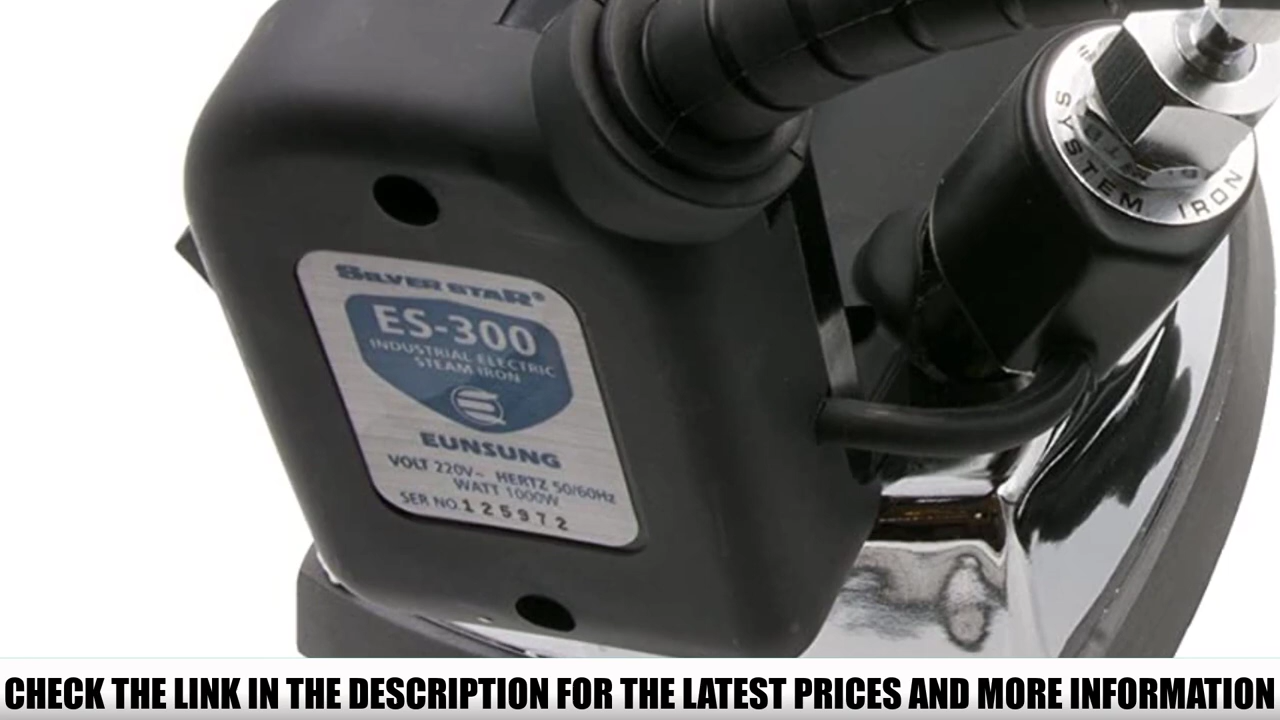 SYSTEM IRON
SILVER STAR®
ES-300
INDUSTRIAL ELECTRIC
STEAM IRON
EUNSUNG
VOLT 220V~ HERTZ 50/60Hz
WATT 1000W
SER NO.125972
CHECK THE LINK IN THE DESCRIPTION FOR THE LATEST PRICES AND MORE INFORMATION